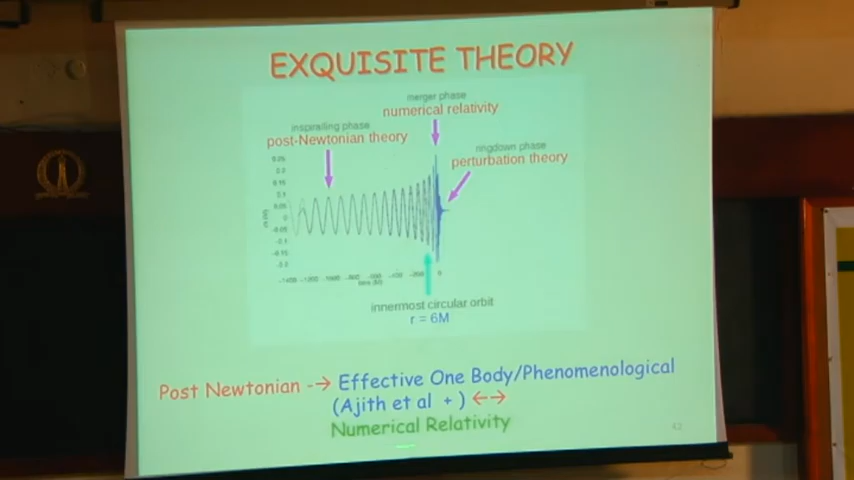 EXQUISITE THEORY
merger phase
numerical relativity
inspiralling phase
post-Newtonian theory
ringdown phase
perturbation theory
innermost circular orbit
r = 6M
Post Newtonian --→ Effective One Body/Phenomenological
(Ajith et al + ) ←→
Numerical Relativity
42